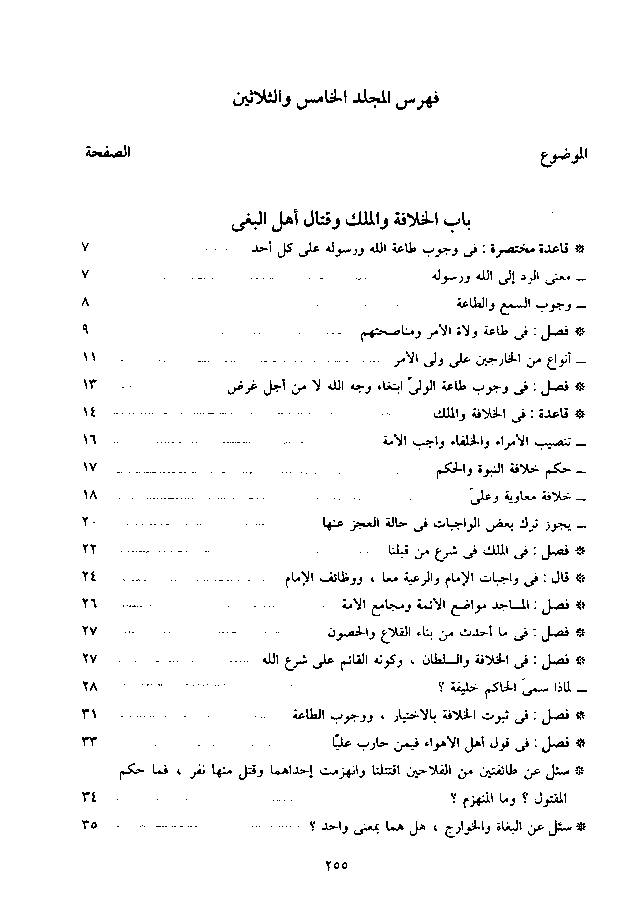 فهرس المجلد الخامس والثلاثين
الموضوع الصفحة
باب الخلافة والملك وقتال أهل البغى
* قاعدة مختصرة : فى وجوب طاعة الله ورسوله على كل أحد ٧
ــ معنى الرد إلى الله ورسوله ٧
ــ وجوب السمع والطاعة ٨
* فصل : فى طاعة ولاة الأمر ومناصحتهم ٩
ــ أنواع من الخارجين على ولى الأمر ١١
* فصل : فى وجوب طاعة الولىّ ابتغاء وجه الله لا من أجل غرض ١٣
* قاعدة : فى الخلافة والملك ١٤
ــ تنصيب الأمراء والخلفاء واجب الأمة ١٦
ــ حكم خلافة النبوة والحكم ١٧
ــ خلافة معاوية وعلىّ ١٨
ــ يجوز ترك بعض الواجبات فى حالة العجز عنها ٢٠
* فصل : فى الملك فى شرع من قبلنا ٢٢
* قال : فى واجبات الإمام والرعية معا ، ووظائف الإمام ٢٤
* فصل : المساجد مواضع الأئمة ومجامع الأمة ٢٦
* فصل : فى ما أحدث من بناء القلاع والحصون ٢٧
* فصل : فى الخلافة والسلطان ، وكونه القائم على شرع الله ٢٧
ــ لماذا سمىّ الحاكم خليفة ؟ ٢٨
* فصل : فى ثبوت الخلافة بالاختيار ، ووجوب الطاعة ٣١
* فصل : فى قول أهل الأهواء فيمن حارب عليّا ٣٣
* سئل عن طائفتين من الفلاحين اقتتلتا وانهزمت إحداهما وقتل منها نفر ، فما حكم
المقتول ؟ وما المنهزم ؟ ٣٤
* سئل عن البغاة والخوارج ، هل هما بمعنى واحد ؟ ٣٥
٢٥٥